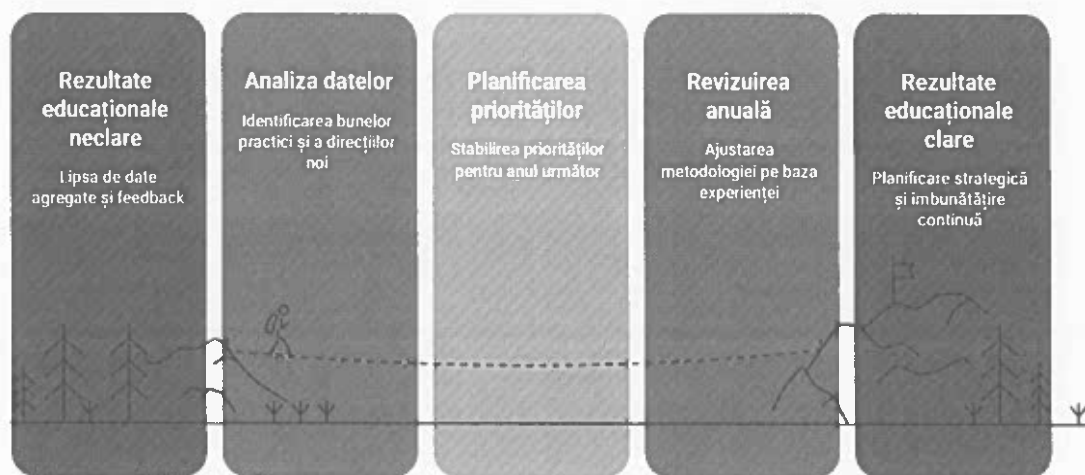 Rezultate
educaționale
neclare
Lipsa de date
agregate și feedback
Analiza datelor
Identificarea bunelor
practici și a direcțiilor
noi
Planificarea
priorităților
Stabilirea priorităților
pentru anul următor
Revizuirea
anuală
Ajustarea
metodologiei pe baza
experienței
Rezultate
educaționale
clare
Planificare strategică
și îmbunătățire
continuă